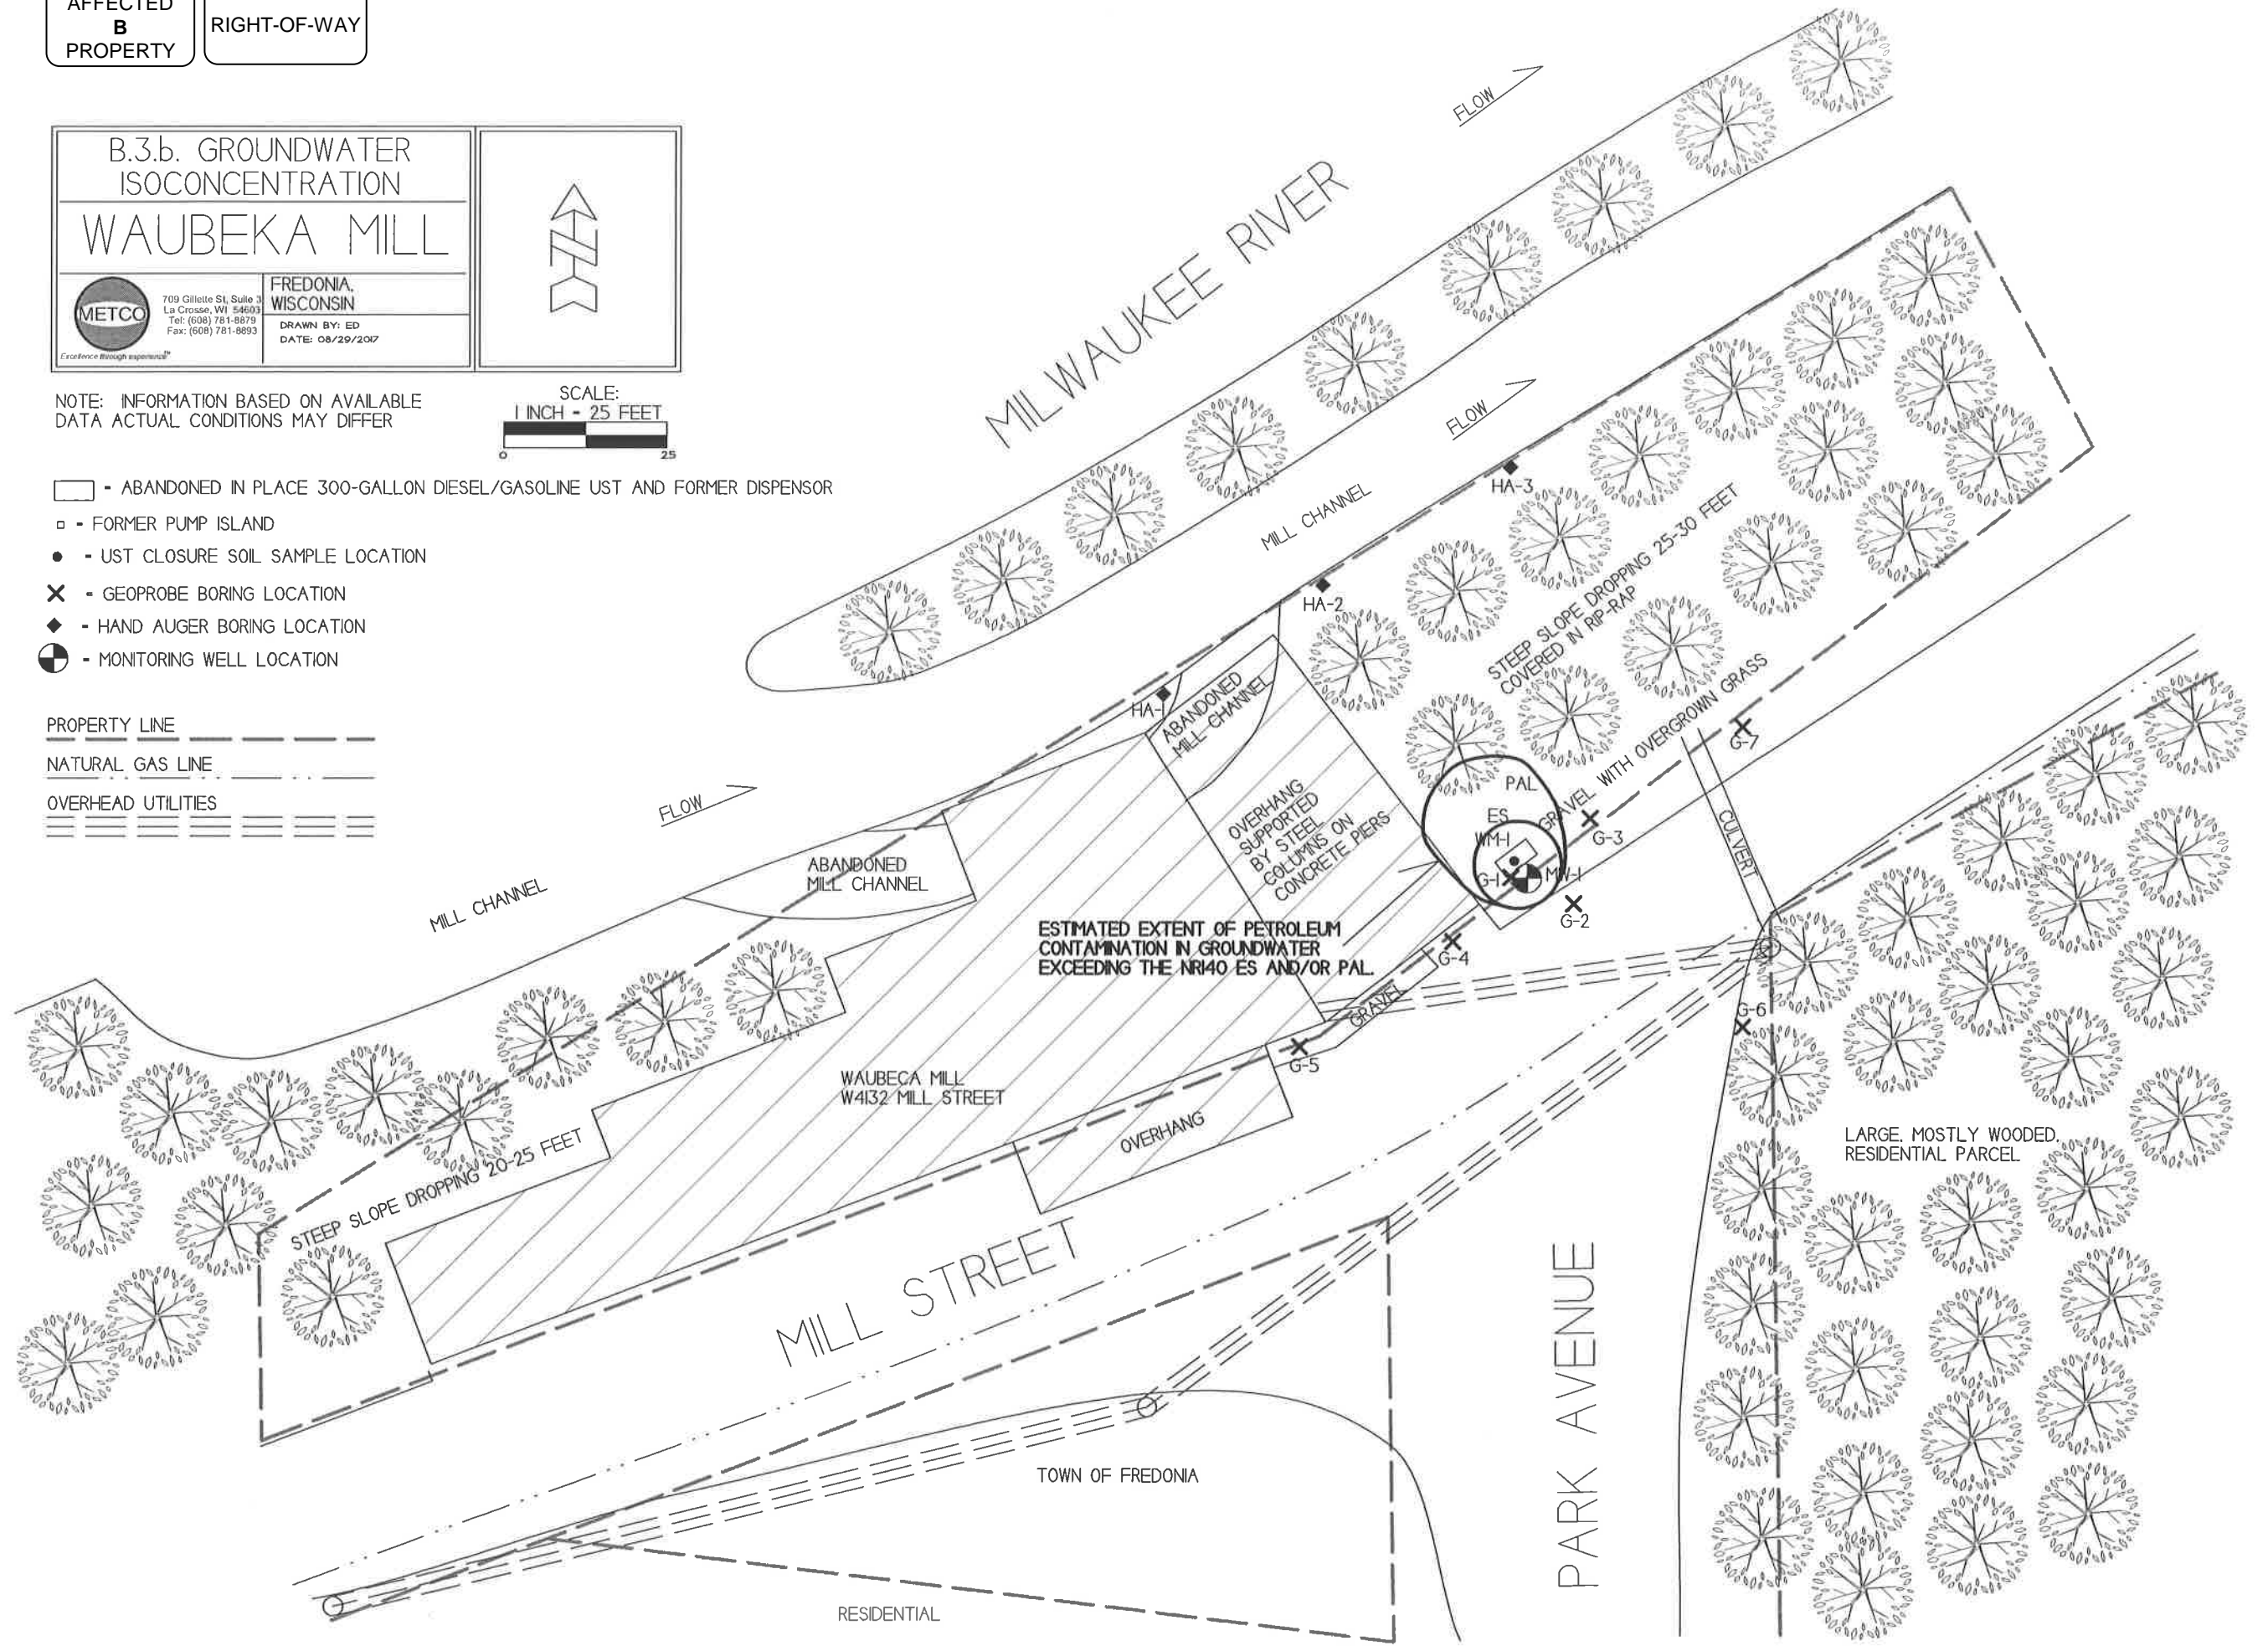 AFFECTED
B
PROPERTY
RIGHT-OF-WAY
B.3.b. GROUNDWATER
ISOCONCENTRATION
WAUBEKA MILL
METCO
Excellence through experience™
709 Gillette St, Suite 3
La Crosse, WI 54603
Tel: (608) 781-8879
Fax: (608) 781-8893
FREDONIA,
WISCONSIN
DRAWN BY: ED
DATE: 08/29/2017
N
NOTE: INFORMATION BASED ON AVAILABLE
DATA ACTUAL CONDITIONS MAY DIFFER
SCALE:
1 INCH = 25 FEET
0 25
- ABANDONED IN PLACE 300-GALLON DIESEL/GASOLINE UST AND FORMER DISPENSOR
- FORMER PUMP ISLAND
- UST CLOSURE SOIL SAMPLE LOCATION
- GEOPROBE BORING LOCATION
- HAND AUGER BORING LOCATION
- MONITORING WELL LOCATION
PROPERTY LINE
NATURAL GAS LINE
OVERHEAD UTILITIES
FLOW
MILWAUKEE RIVER
FLOW
MILL CHANNEL
HA-3
HA-2
HA-1
STEEP SLOPE DROPPING 25-30 FEET
COVERED IN RIP-RAP
ABANDONED
MILL CHANNEL
GRAVEL WITH OVERGROWN GRASS
G-7
FLOW
MILL CHANNEL
ABANDONED
MILL CHANNEL
OVERHANG
SUPPORTED
BY STEEL
COLUMNS ON
CONCRETE PIERS
PAL
ES
WM-1
G-1
MW-1
G-3
G-2
G-4
CULVERT
ESTIMATED EXTENT OF PETROLEUM
CONTAMINATION IN GROUNDWATER
EXCEEDING THE NR140 ES AND/OR PAL.
GRAVEL
G-5
G-6
WAUBECA MILL
W4132 MILL STREET
OVERHANG
STEEP SLOPE DROPPING 20-25 FEET
LARGE, MOSTLY WOODED,
RESIDENTIAL PARCEL
MILL STREET
PARK AVENUE
TOWN OF FREDONIA
RESIDENTIAL